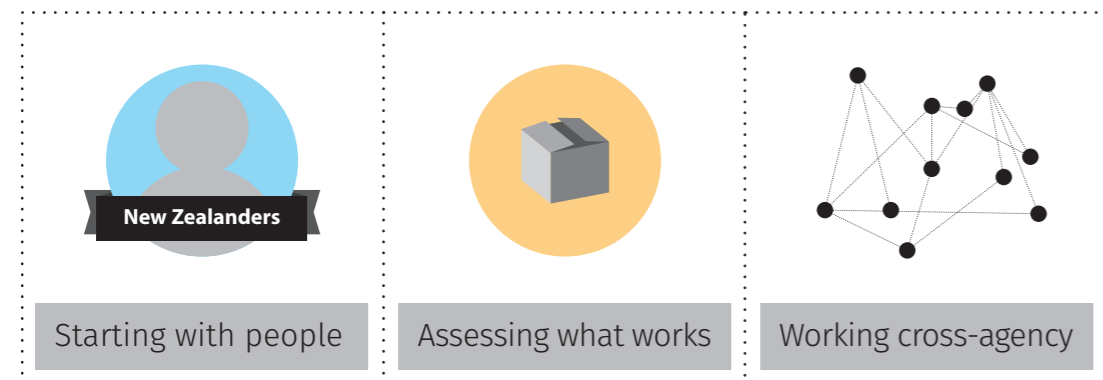 New Zealanders
Starting with people
Assessing what works
Working cross-agency